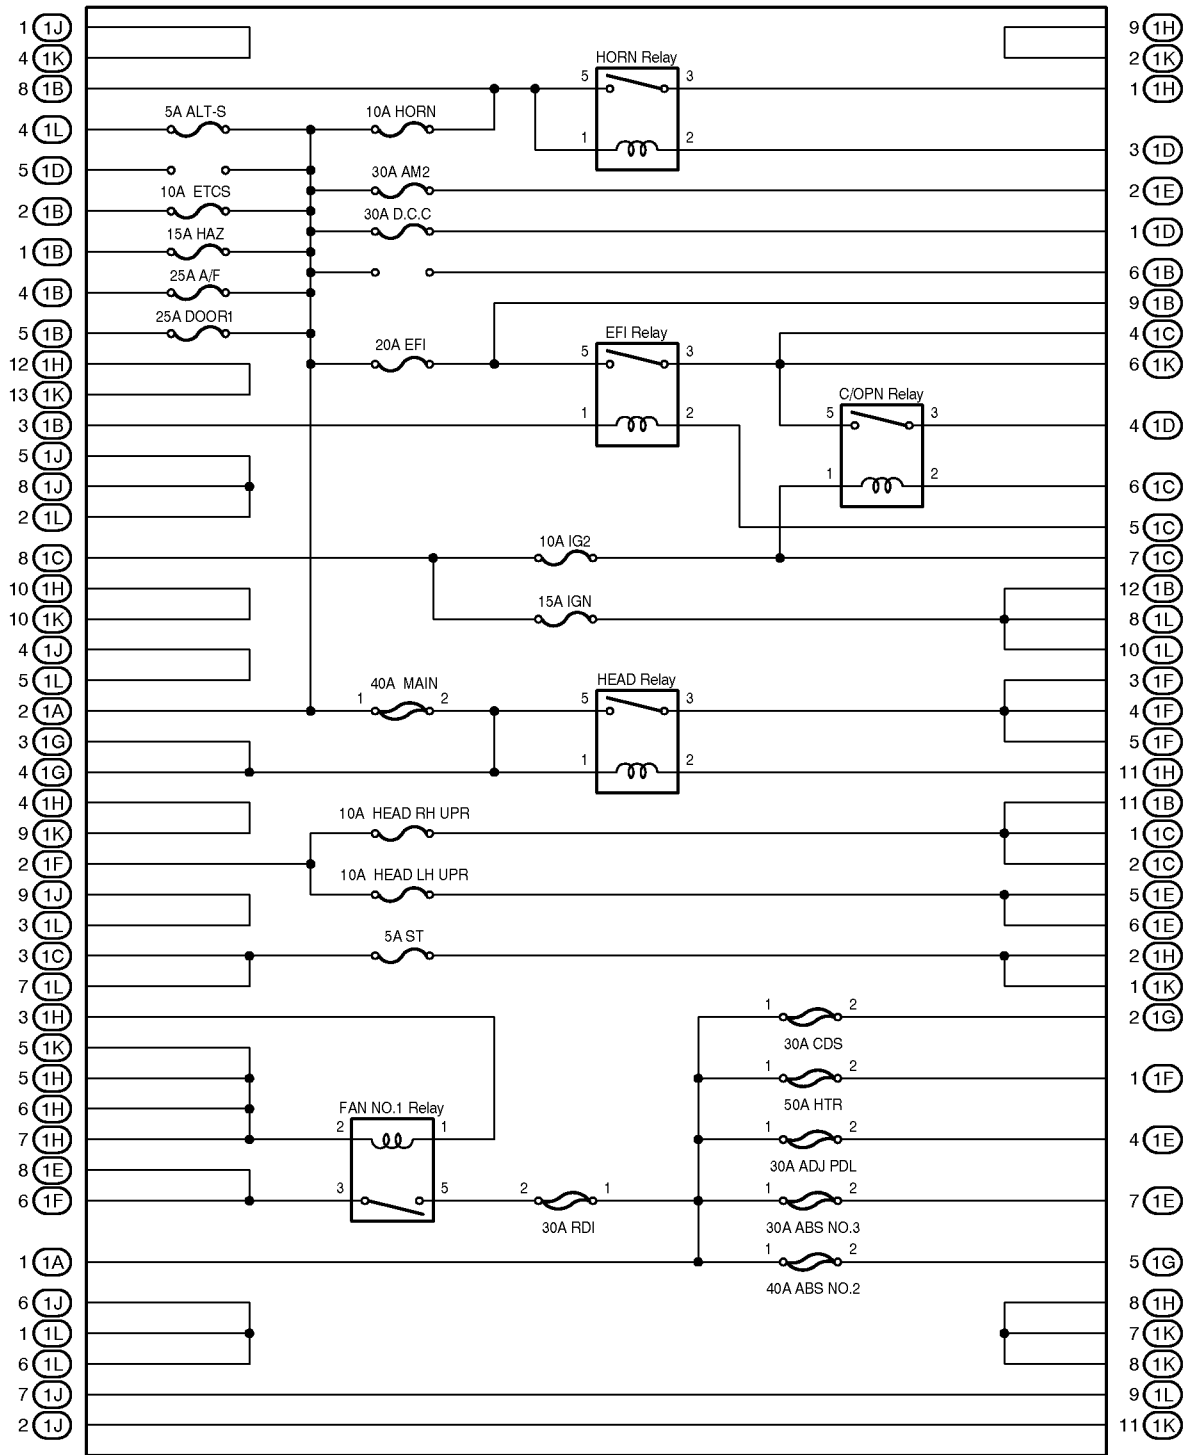 1 1J 9 1H
4 1K HORN Relay 2 1K
8 1B 5 3 1H 1
5A ALT-S 10A HORN
4 1L 1 2 3 1D
5 1D 30A AM2
10A ETCS 2 1E
2 1B 30A D.C.C
15A HAZ 1 1D
1 1B
25A A/F 6 1B
4 1B 9 1B
25A DOOR1 EFI Relay 4 1C
5 1B 20A EFI 5 3
12 1H 6 1K
13 1K C/OPN Relay
3 1B 1 2 5 3 4 1D
5 1J
8 1J 1 2 6 1C
2 1L 5 1C
10A IG2
8 1C 7 1C
10 1H 15A IGN 12 1B
10 1K 8 1L
4 1J 10 1L
5 1L 40A MAIN HEAD Relay 3 1F
2 1A 1 2 5 3 4 1F
3 1G 5 1F
4 1G 1 2 11 1H
4 1H 10A HEAD RH UPR 11 1B
9 1K 1 1C
2 1F 10A HEAD LH UPR 2 1C
9 1J 5 1E
3 1L 5A ST 6 1E
3 1C 2 1H
7 1L 1 1K
3 1H 1 2 2 1G
5 1K 30A CDS
5 1H 1 2 1 1F
6 1H FAN NO.1 Relay 50A HTR
7 1H 2 1 1 2 4 1E
8 1E 30A ADJ PDL
6 1F 3 5 2 1 1 2 7 1E
30A RDI 30A ABS NO.3
1 1A 1 2 5 1G
40A ABS NO.2
6 1J 8 1H
1 1L 7 1K
6 1L 8 1K
7 1J 9 1L
2 1J 11 1K